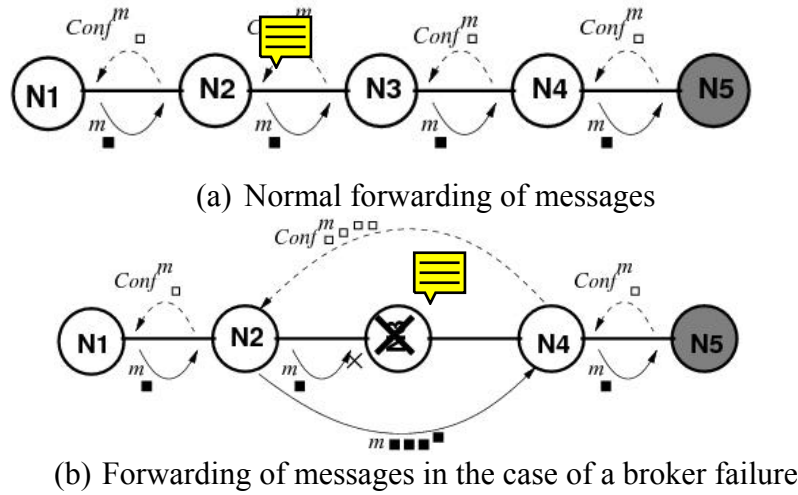 Conf^m Conf^m Conf^m
N1 N2 N3 N4 N5
m m m m
(a) Normal forwarding of messages
Conf^m
Conf^m Conf^m
N1 N2 N4 N5
m m m
m
(b) Forwarding of messages in the case of a broker failure